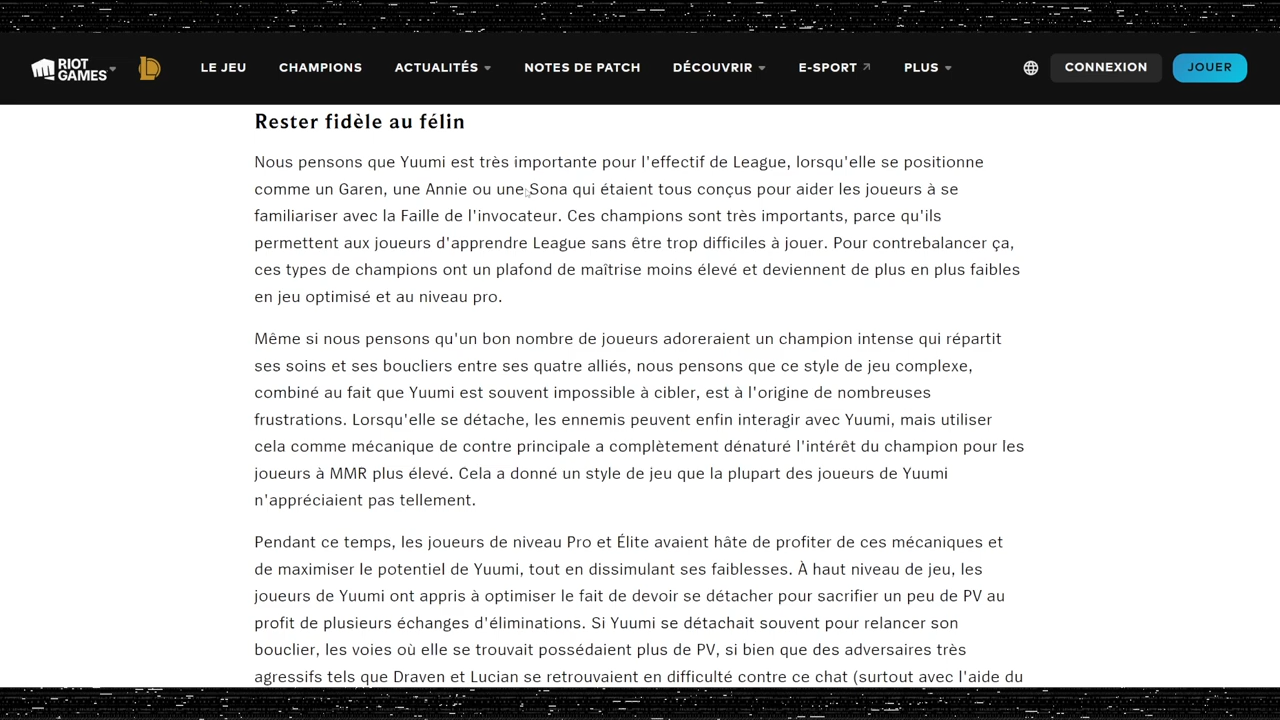 RIOT GAMES
LE JEU
CHAMPIONS
ACTUALITÉS
NOTES DE PATCH
DÉCOUVRIR
E-SPORT
PLUS
CONNEXION
JOUER
Rester fidèle au félin
Nous pensons que Yuumi est très importante pour l'effectif de League, lorsqu'elle se positionne
comme un Garen, une Annie ou une Sona qui étaient tous conçus pour aider les joueurs à se
familiariser avec la Faille de l'invocateur. Ces champions sont très importants, parce qu'ils
permettent aux joueurs d'apprendre League sans être trop difficiles à jouer. Pour contrebalancer ça,
ces types de champions ont un plafond de maîtrise moins élevé et deviennent de plus en plus faibles
en jeu optimisé et au niveau pro.
Même si nous pensons qu'un bon nombre de joueurs adoreraient un champion intense qui répartit
ses soins et ses boucliers entre ses quatre alliés, nous pensons que ce style de jeu complexe,
combiné au fait que Yuumi est souvent impossible à cibler, est à l'origine de nombreuses
frustrations. Lorsqu'elle se détache, les ennemis peuvent enfin interagir avec Yuumi, mais utiliser
cela comme mécanique de contre principale a complètement dénaturé l'intérêt du champion pour les
joueurs à MMR plus élevé. Cela a donné un style de jeu que la plupart des joueurs de Yuumi
n'appréciaient pas tellement.
Pendant ce temps, les joueurs de niveau Pro et Élite avaient hâte de profiter de ces mécaniques et
de maximiser le potentiel de Yuumi, tout en dissimulant ses faiblesses. À haut niveau de jeu, les
joueurs de Yuumi ont appris à optimiser le fait de devoir se détacher pour sacrifier un peu de PV au
profit de plusieurs échanges d'éliminations. Si Yuumi se détachait souvent pour relancer son
bouclier, les voies où elle se trouvait possédaient plus de PV, si bien que des adversaires très
agressifs tels que Draven et Lucian se retrouvaient en difficulté contre ce chat (surtout avec l'aide du